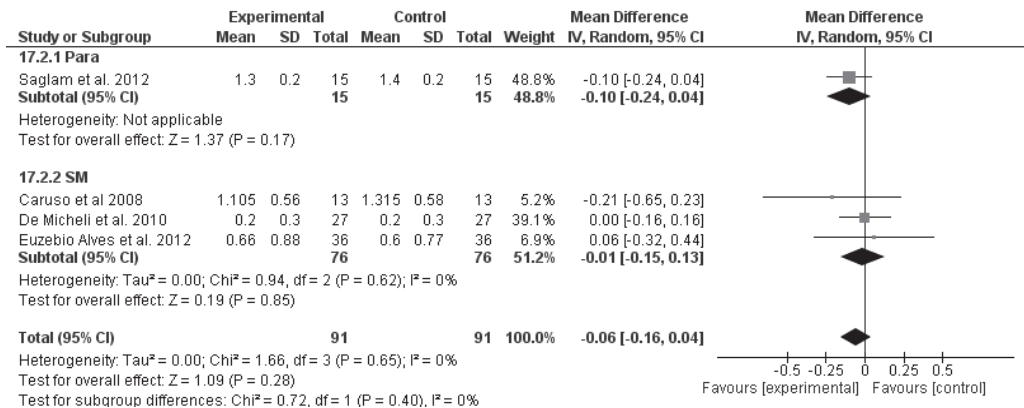 Experimental Control Mean Difference Mean Difference
Study or Subgroup Mean SD Total Mean SD Total Weight IV, Random, 95% CI IV, Random, 95% CI
17.2.1 Para
Saglam et al. 2012 1.3 0.2 15 1.4 0.2 15 48.8% -0.10 [-0.24, 0.04]
Subtotal (95% CI) 15 15 48.8% -0.10 [-0.24, 0.04]
Heterogeneity: Not applicable
Test for overall effect: Z = 1.37 (P = 0.17)
17.2.2 SM
Caruso et al 2008 1.105 0.56 13 1.315 0.58 13 5.2% -0.21 [-0.65, 0.23]
De Micheli et al. 2010 0.2 0.3 27 0.2 0.3 27 39.1% 0.00 [-0.16, 0.16]
Euzebio Alves et al. 2012 0.66 0.88 36 0.6 0.77 36 6.9% 0.06 [-0.32, 0.44]
Subtotal (95% CI) 76 76 51.2% -0.01 [-0.15, 0.13]
Heterogeneity: Tau² = 0.00; Chi² = 0.94, df = 2 (P = 0.62); I² = 0%
Test for overall effect: Z = 0.19 (P = 0.85)
Total (95% CI) 91 91 100.0% -0.06 [-0.16, 0.04]
Heterogeneity: Tau² = 0.00; Chi² = 1.66, df = 3 (P = 0.65); I² = 0%
Test for overall effect: Z = 1.09 (P = 0.28)
Test for subgroup differences: Chi² = 0.72, df = 1 (P = 0.40), I² = 0%
-0.5 -0.25 0 0.25 0.5
Favours [experimental] Favours [control]